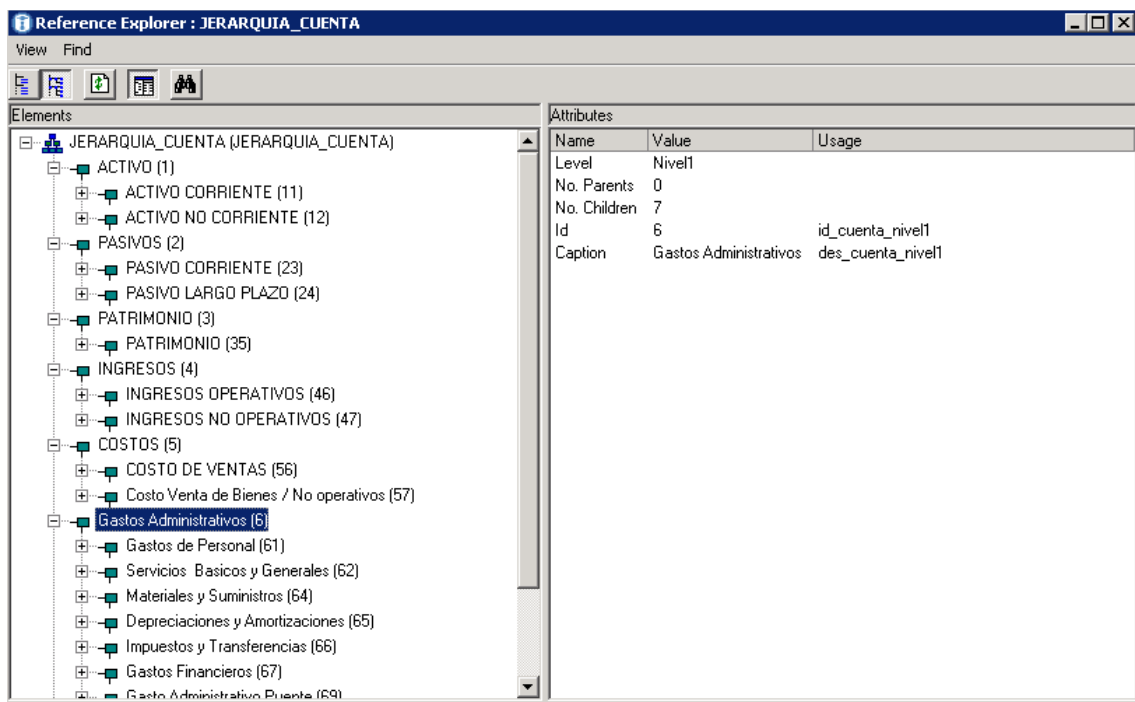 Reference Explorer : JERARQUIA_CUENTA
View Find
Elements
JERARQUIA_CUENTA (JERARQUIA_CUENTA)
ACTIVO (1)
ACTIVO CORRIENTE (11)
ACTIVO NO CORRIENTE (12)
PASIVOS (2)
PASIVO CORRIENTE (23)
PASIVO LARGO PLAZO (24)
PATRIMONIO (3)
PATRIMONIO (35)
INGRESOS (4)
INGRESOS OPERATIVOS (46)
INGRESOS NO OPERATIVOS (47)
COSTOS (5)
COSTO DE VENTAS (56)
Costo Venta de Bienes / No operativos (57)
Gastos Administrativos (6)
Gastos de Personal (61)
Servicios Basicos y Generales (62)
Materiales y Suministros (64)
Depreciaciones y Amortizaciones (65)
Impuestos y Transferencias (66)
Gastos Financieros (67)
Gasto Administrativo Puente (69)
Attributes
Name Value Usage
Level Nivel1
No. Parents 0
No. Children 7
Id 6 id_cuenta_nivel1
Caption Gastos Administrativos des_cuenta_nivel1